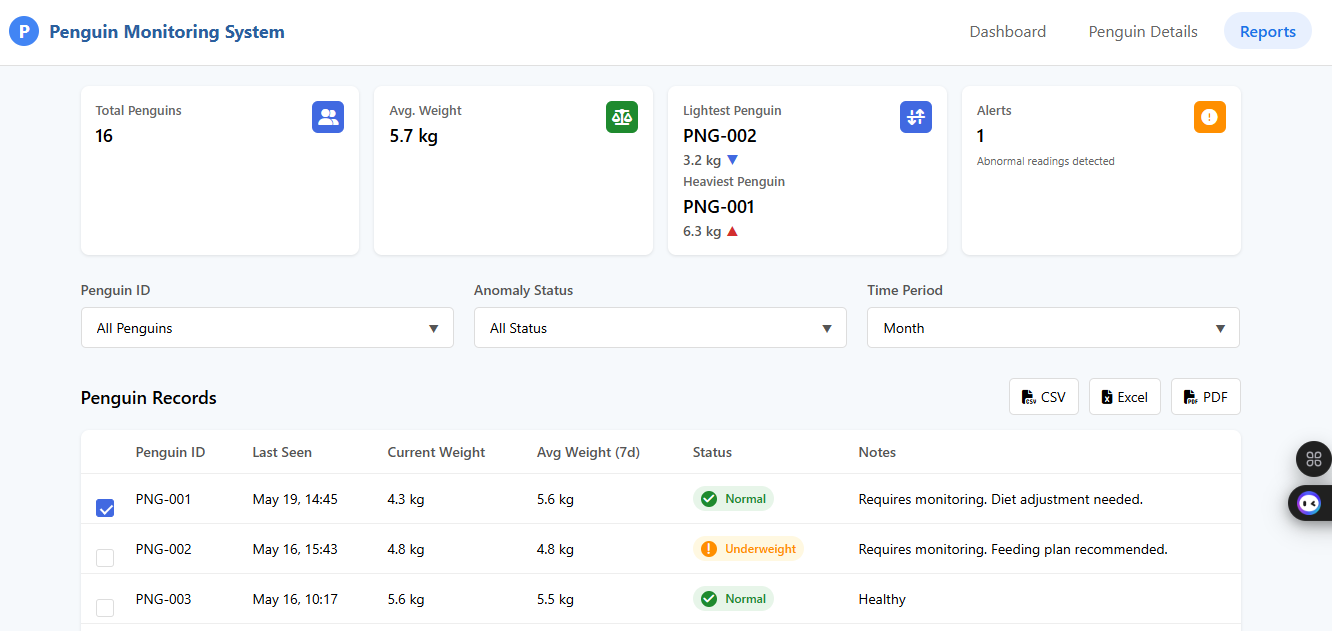 P Penguin Monitoring System Dashboard Penguin Details Reports
Total Penguins
16
Avg. Weight
5.7 kg
Lightest Penguin
PNG-002
3.2 kg ▼
Heaviest Penguin
PNG-001
6.3 kg ▲
Alerts
1
Abnormal readings detected
Penguin ID Anomaly Status Time Period
All Penguins ▼ All Status ▼ Month ▼
Penguin Records CSV Excel PDF
Penguin ID Last Seen Current Weight Avg Weight (7d) Status Notes
PNG-001 May 19, 14:45 4.3 kg 5.6 kg Normal Requires monitoring. Diet adjustment needed.
PNG-002 May 16, 15:43 4.8 kg 4.8 kg Underweight Requires monitoring. Feeding plan recommended.
PNG-003 May 16, 10:17 5.6 kg 5.5 kg Normal Healthy